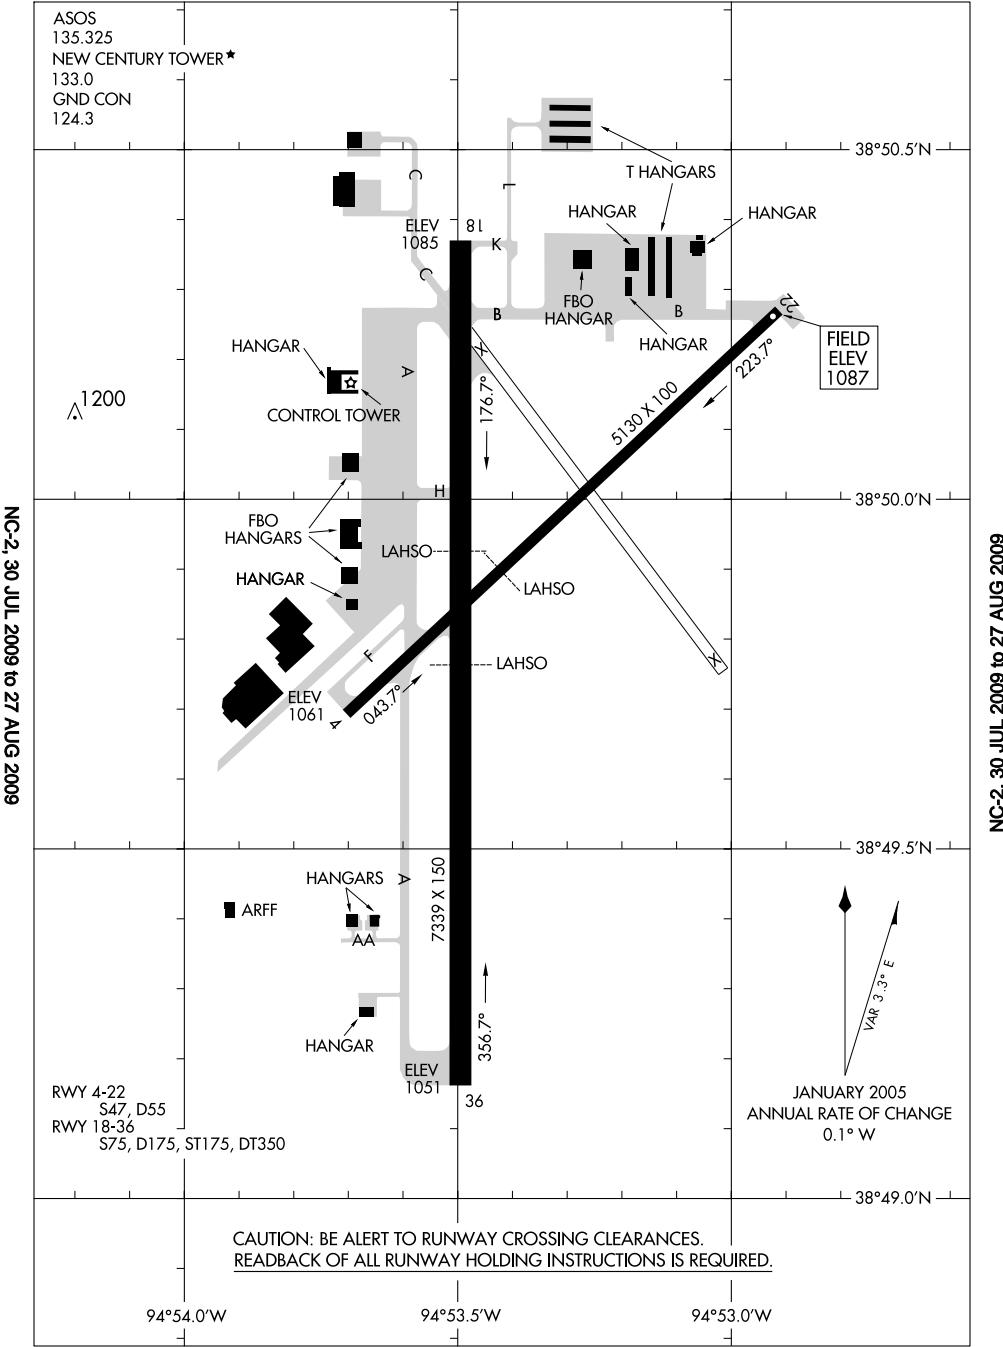 ASOS
135.325
NEW CENTURY TOWER★
133.0
GND CON
124.3
38°50.5'N
T HANGARS
C
L
HANGAR
HANGAR
ELEV
1085
18
K
C
FBO
HANGAR
B
B
HANGAR
22
FIELD
ELEV
1087
HANGAR
A
X
176.7°
223.7°
5130 X 100
1200
CONTROL TOWER
H
38°50.0'N
FBO
HANGARS
LAHSO
HANGAR
LAHSO
F
LAHSO
X
ELEV
1061
043.7°
4
NC-2, 30 JUL 2009 to 27 AUG 2009
NC-2, 30 JUL 2009 to 27 AUG 2009
38°49.5'N
HANGARS
A
7339 X 150
ARFF
AA
VAR 3.3° E
356.7°
HANGAR
ELEV
1051
36
RWY 4-22
S47, D55
RWY 18-36
S75, D175, ST175, DT350
JANUARY 2005
ANNUAL RATE OF CHANGE
0.1° W
38°49.0'N
CAUTION: BE ALERT TO RUNWAY CROSSING CLEARANCES.
READBACK OF ALL RUNWAY HOLDING INSTRUCTIONS IS REQUIRED.
94°54.0'W
94°53.5'W
94°53.0'W